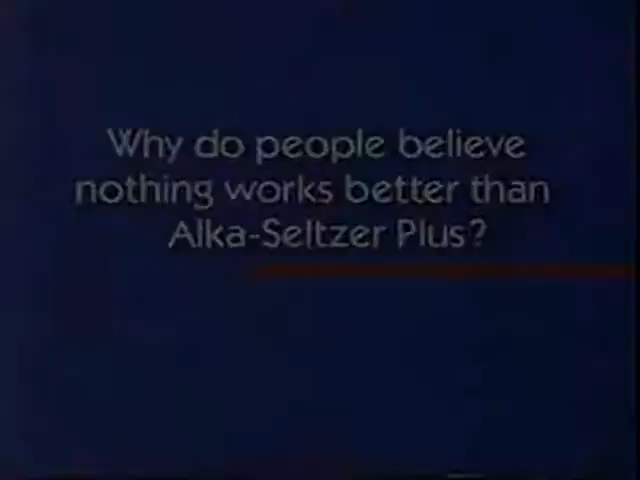 Why do people believe
nothing works better than
Alka-Seltzer Plus?